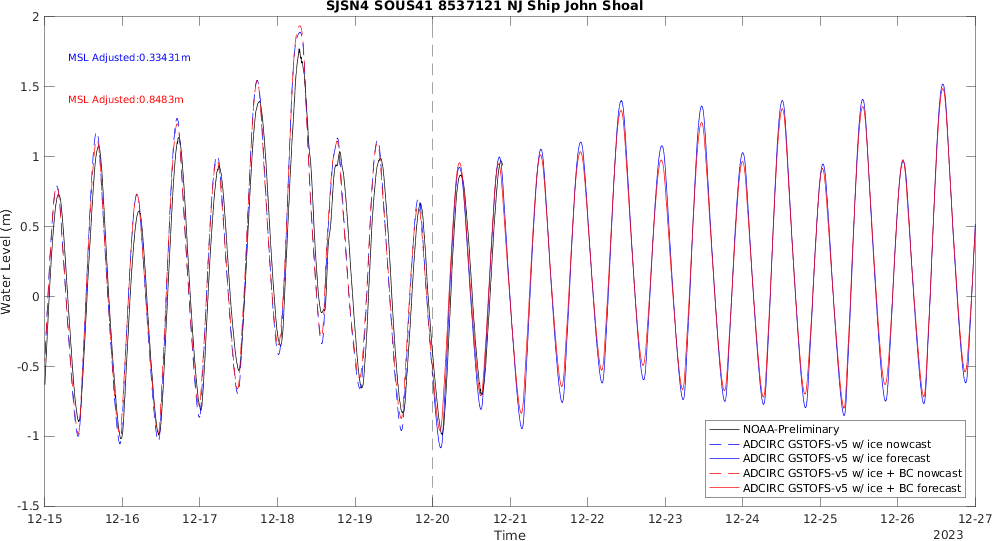 SJSN4 SOUS41 8537121 NJ Ship John Shoal
MSL Adjusted:0.33431m
MSL Adjusted:0.8483m
Water Level (m)
2
1.5
1
0.5
0
-0.5
-1
-1.5
NOAA-Preliminary
ADCIRC GSTOFS-v5 w/ ice nowcast
ADCIRC GSTOFS-v5 w/ ice forecast
ADCIRC GSTOFS-v5 w/ ice + BC nowcast
ADCIRC GSTOFS-v5 w/ ice + BC forecast
12-15 12-16 12-17 12-18 12-19 12-20 12-21 12-22 12-23 12-24 12-25 12-26 12-27
Time
2023